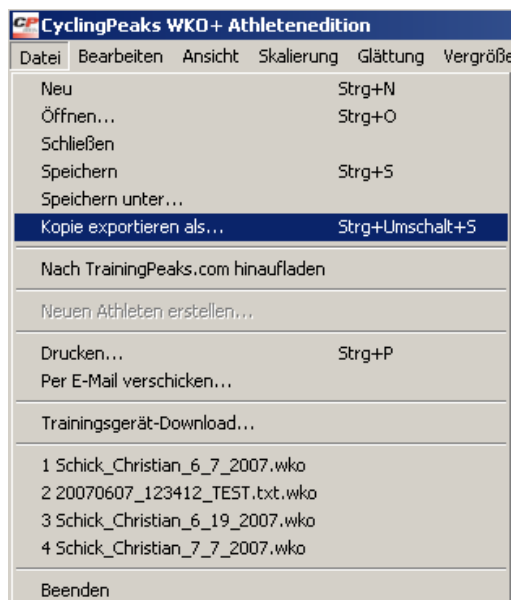 CP CyclingPeaks WKO+ Athletenedition
Datei Bearbeiten Ansicht Skalierung Glättung Vergröße
Neu Strg+N
Öffnen... Strg+O
Schließen
Speichern Strg+S
Speichern unter...
Kopie exportieren als... Strg+Umschalt+S
Nach TrainingPeaks.com hinaufladen
Neuen Athleten erstellen...
Drucken... Strg+P
Per E-Mail verschicken...
Trainingsgerät-Download...
1 Schick_Christian_6_7_2007.wko
2 20070607_123412_TEST.txt.wko
3 Schick_Christian_6_19_2007.wko
4 Schick_Christian_7_7_2007.wko
Beenden